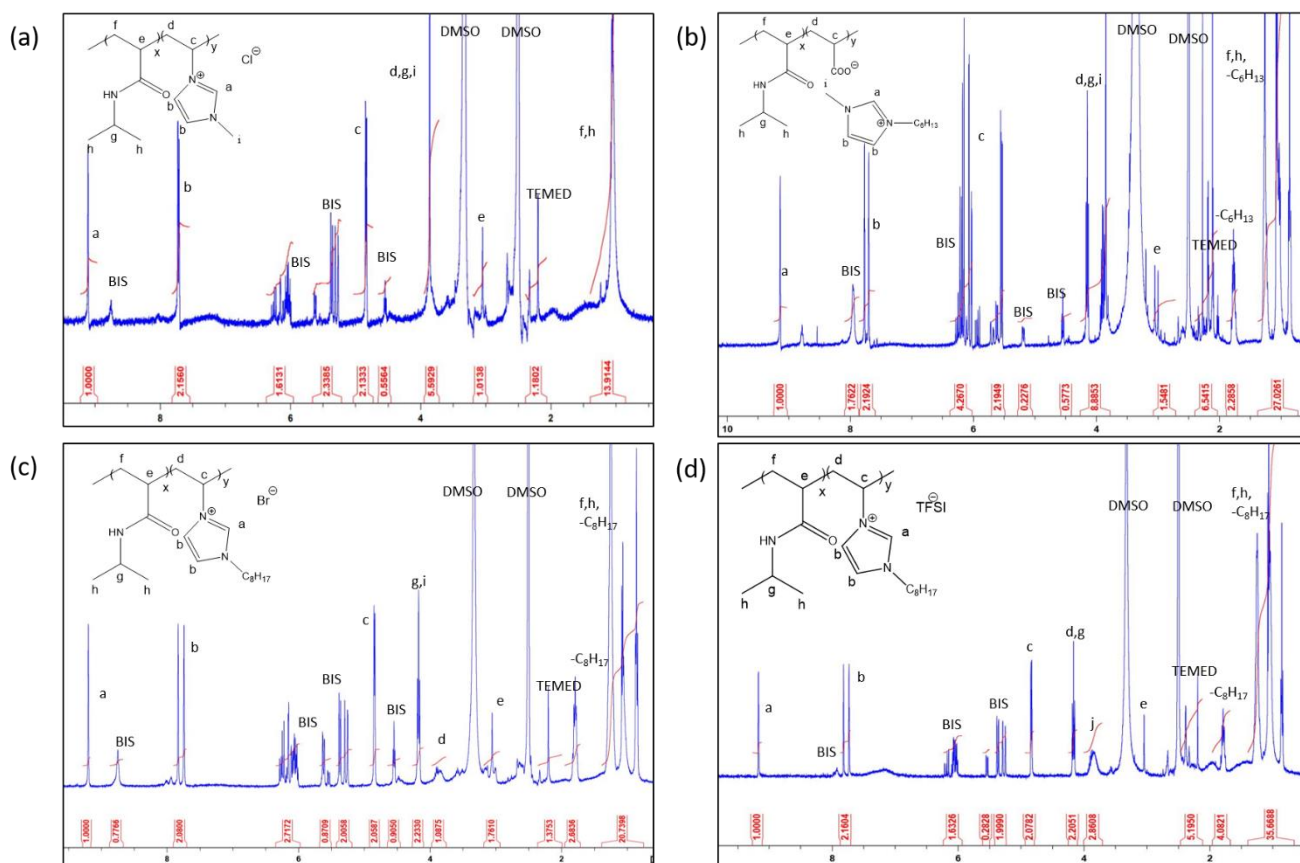 (a)
f
d
e
x
c
y
Cl⊖
N
⊕
a
HN
O
b
b
N
g
h
h
i
a
BIS
b
BIS
BIS
c
BIS
d,g,i
DMSO
e
DMSO
TEMED
f,h
1.0000
2.1560
1.6131
2.3385
2.1333
0.5564
5.5929
1.0138
1.1802
13.9144
8
6
4
2
(b)
f
d
e
x
c
y
COO⊖
HN
O
i
a
N
N
⊕
C6H13
b
b
g
h
h
a
BIS
b
BIS
c
BIS
BIS
d,g,i
DMSO
e
DMSO
TEMED
-C6H13
f,h,
-C6H13
1.0000
1.7622
2.1924
4.2670
2.1949
0.2276
0.5773
8.8853
1.5481
6.5415
2.2858
27.0261
10
8
6
4
2
(c)
f
d
e
x
c
y
Br⊖
N
⊕
a
HN
O
b
b
N
C8H17
g
h
h
a
BIS
b
BIS
BIS
c
BIS
g,i
d
DMSO
e
DMSO
TEMED
-C8H17
f,h,
-C8H17
1.0000
0.7766
2.0800
2.7172
0.8709
2.0058
2.0587
0.9050
2.2330
1.0875
1.7610
1.3753
2.8836
20.7398
8
6
4
2
(d)
f
d
e
x
c
y
TFSI⊖
N
⊕
a
HN
O
b
b
N
C8H17
g
h
h
a
BIS
b
BIS
BIS
c
d,g
j
DMSO
e
DMSO
TEMED
-C8H17
f,h,
-C8H17
1.0000
2.1604
1.6326
0.2828
1.9990
2.0782
2.2051
2.8608
5.1950
4.0821
35.6688
8
6
4
2